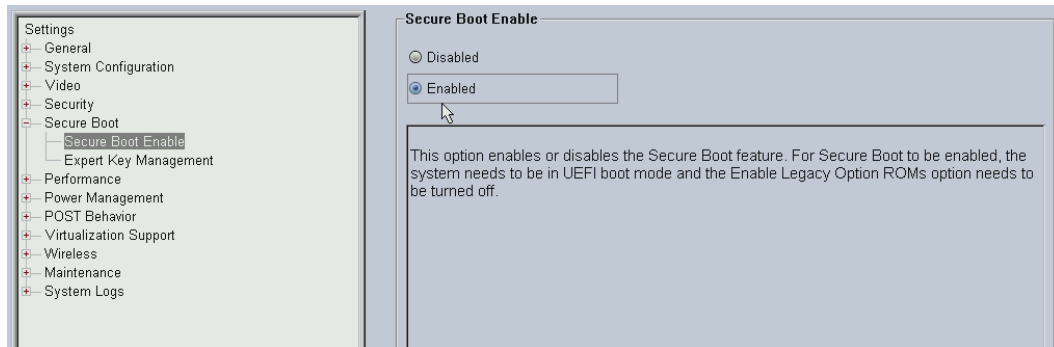 Settings
General
System Configuration
Video
Security
Secure Boot
Secure Boot Enable
Expert Key Management
Performance
Power Management
POST Behavior
Virtualization Support
Wireless
Maintenance
System Logs
Secure Boot Enable
Disabled
Enabled
This option enables or disables the Secure Boot feature. For Secure Boot to be enabled, the
system needs to be in UEFI boot mode and the Enable Legacy Option ROMs option needs to
be turned off.